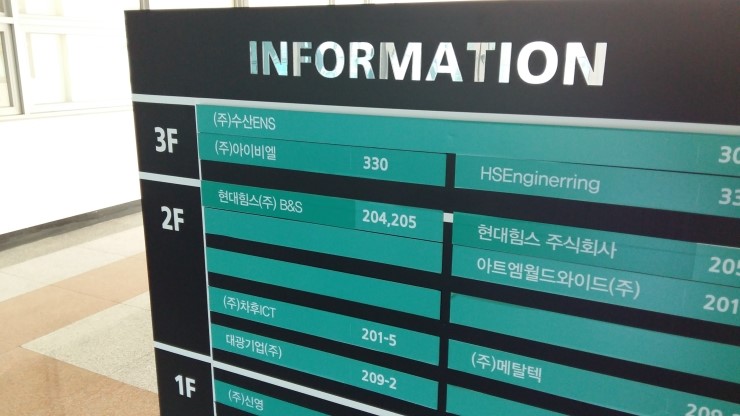 INFORMATION
3F
(주)수산ENS
(주)아이비엘 330
HSEnginerring
2F
현대힘스(주) B&S 204,205
현대힘스 주식회사
아트엠월드와이드(주)
(주)차후ICT 201-5
대광기업(주) 209-2
(주)메탈텍
1F
(주)신영